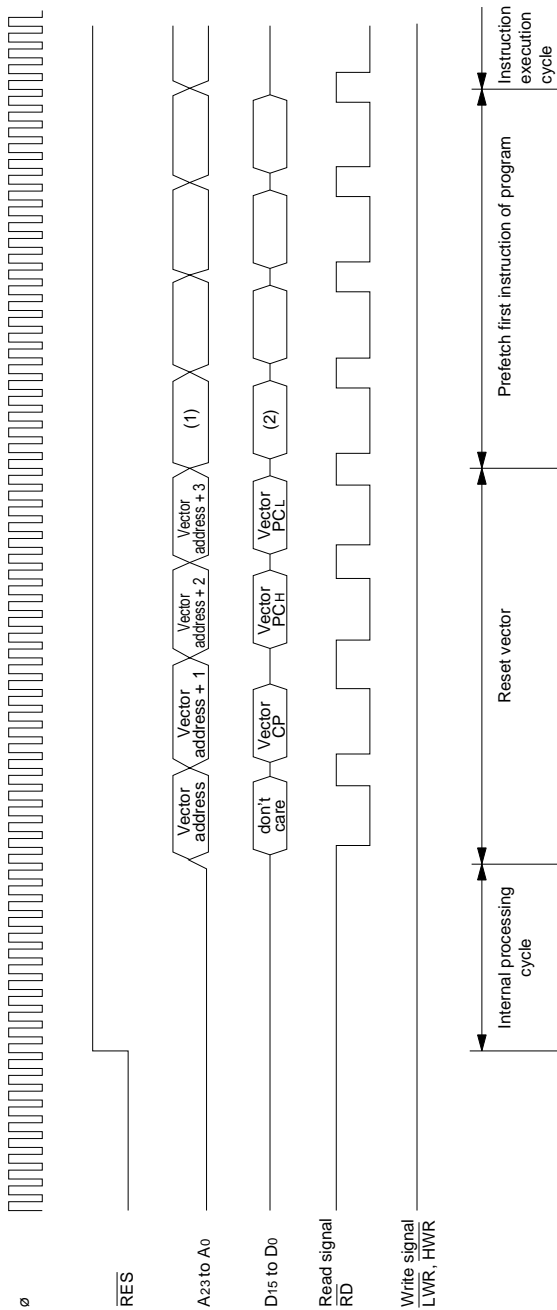 ø
RES
A23 to A0
Vector
address
Vector
address + 1
Vector
address + 2
Vector
address + 3
(1)
D15 to D0
don't
care
Vector
CP
Vector
PCH
Vector
PCL
(2)
Read signal
RD
Write signal
LWR, HWR
Internal processing
cycle
Reset vector
Prefetch first instruction of program
Instruction
execution
cycle